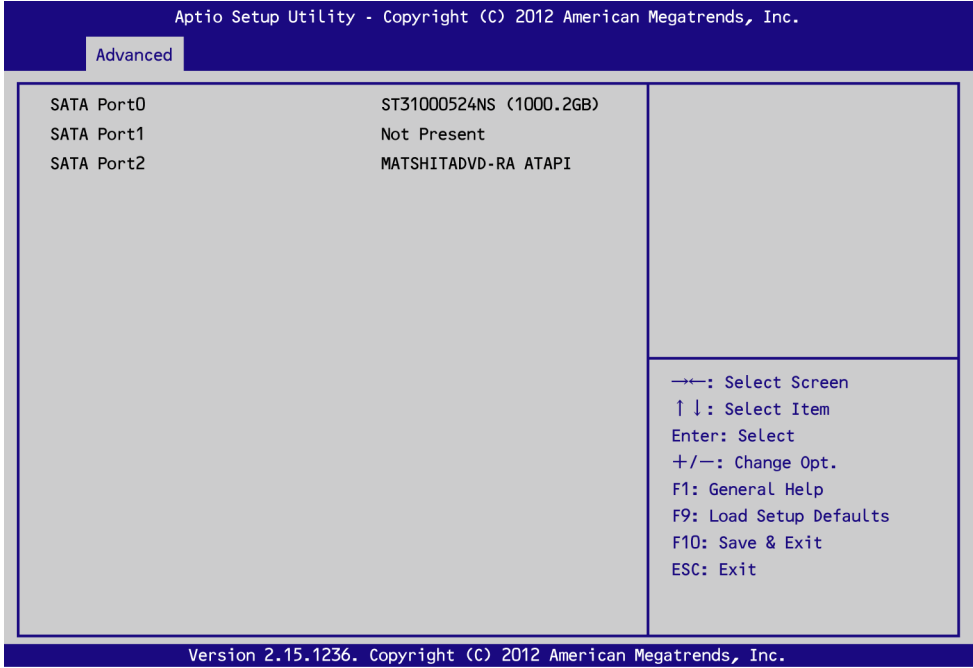 Aptio Setup Utility - Copyright (C) 2012 American Megatrends, Inc.
Advanced
SATA Port0 ST31000524NS (1000.2GB)
SATA Port1 Not Present
SATA Port2 MATSHITADVD-RA ATAPI
→←: Select Screen
↑↓: Select Item
Enter: Select
+/−: Change Opt.
F1: General Help
F9: Load Setup Defaults
F10: Save & Exit
ESC: Exit
Version 2.15.1236. Copyright (C) 2012 American Megatrends, Inc.